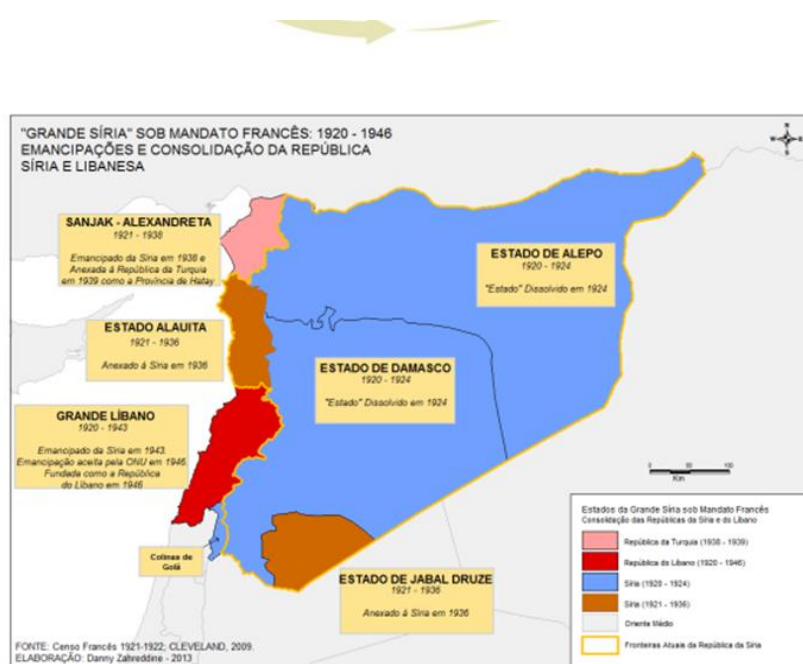 "GRANDE SÍRIA" SOB MANDATO FRANCÊS: 1920 - 1946
EMANCIPAÇÕES E CONSOLIDAÇÃO DA REPÚBLICA
SÍRIA E LIBANESA
SANJAK - ALEXANDRETA
1921 - 1938
Emancipado da Síria em 1938 e
Anexada á República da Turquia
em 1939 como a Província de Hatay
ESTADO DE ALEPO
1920 - 1924
"Estado" Dissolvido em 1924
ESTADO ALAUITA
1921 - 1936
Anexado á Síria em 1936
ESTADO DE DAMASCO
1920 - 1924
"Estado" Dissolvido em 1924
GRANDE LÍBANO
1920 - 1943
Emancipado da Síria em 1943.
Emancipação aceita pela ONU em 1946.
Fundada como a República
do Líbano em 1946
Colinas de
Golã
ESTADO DE JABAL DRUZE
1921 - 1936
Anexado á Síria em 1936
Km
Estados da Grande Síria sob Mandato Francês
Consolidação das Repúblicas da Síria e do Líbano
República da Turquia (1938 - 1939)
República do Líbano (1920 - 1946)
Síria (1920 - 1924)
Síria (1921 - 1936)
Oriente Médio
Fronteiras Atuais da República da Síria
FONTE: Censo Francês 1921-1922; CLEVELAND, 2009.
ELABORAÇÃO: Danny Zahreddine - 2013